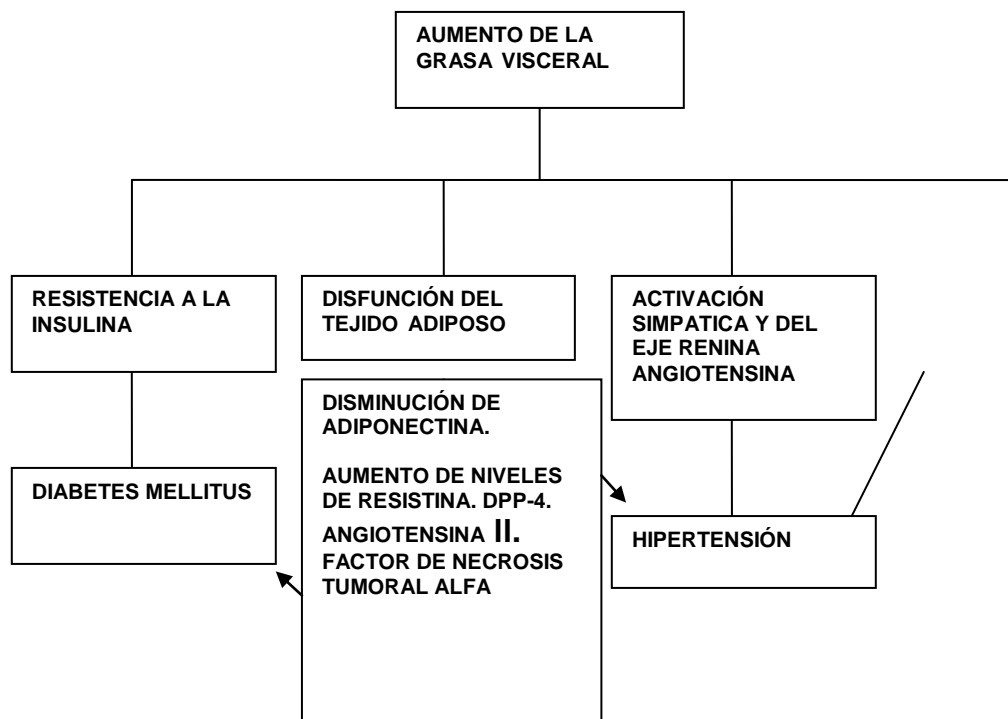 AUMENTO DE LA
GRASA VISCERAL
RESISTENCIA A LA
INSULINA
DISFUNCIÓN DEL
TEJIDO ADIPOSO
ACTIVACIÓN
SIMPATICA Y DEL
EJE RENINA
ANGIOTENSINA
DIABETES MELLITUS
DISMINUCIÓN DE
ADIPONECTINA.
AUMENTO DE NIVELES
DE RESISTINA. DPP-4.
ANGIOTENSINA II.
FACTOR DE NECROSIS
TUMORAL ALFA
HIPERTENSIÓN